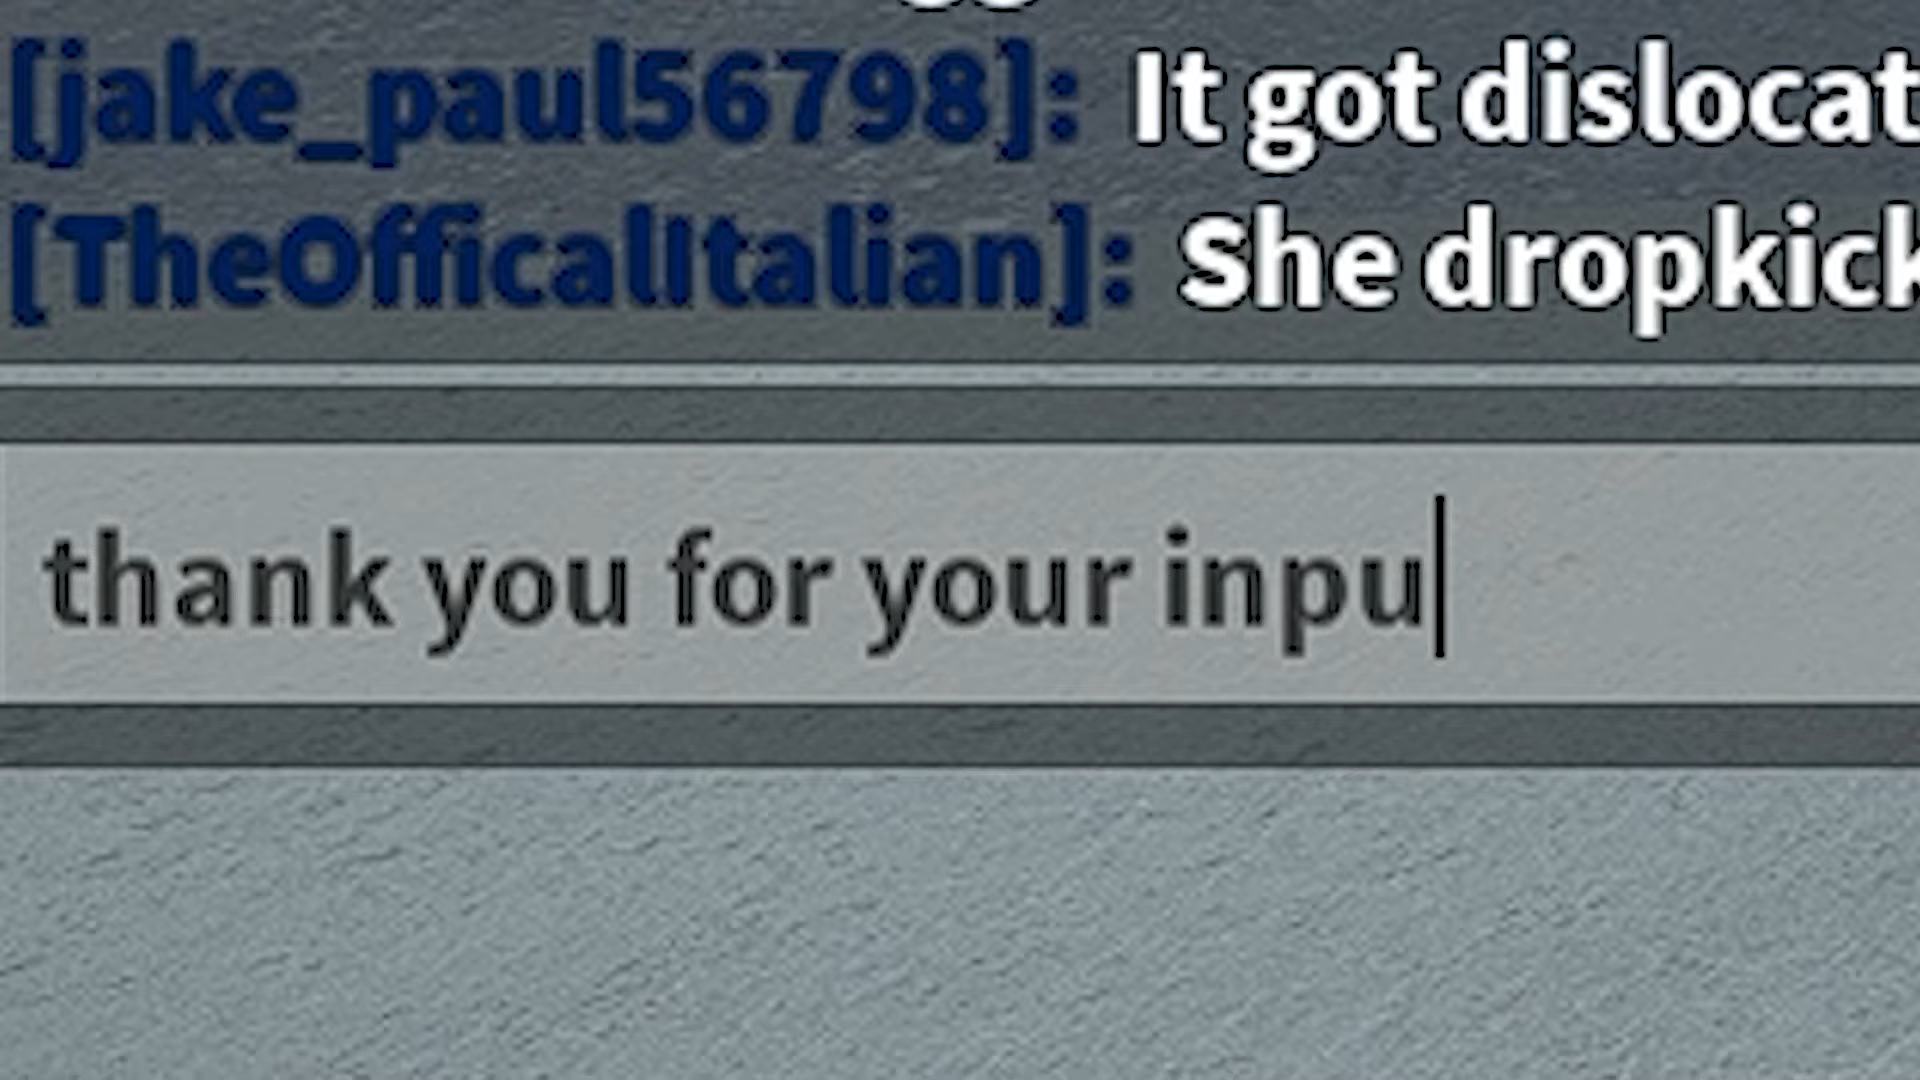 [jake_paul56798]: It got dislocat
[TheOfficalItalian]: She dropkick
thank you for your inpu